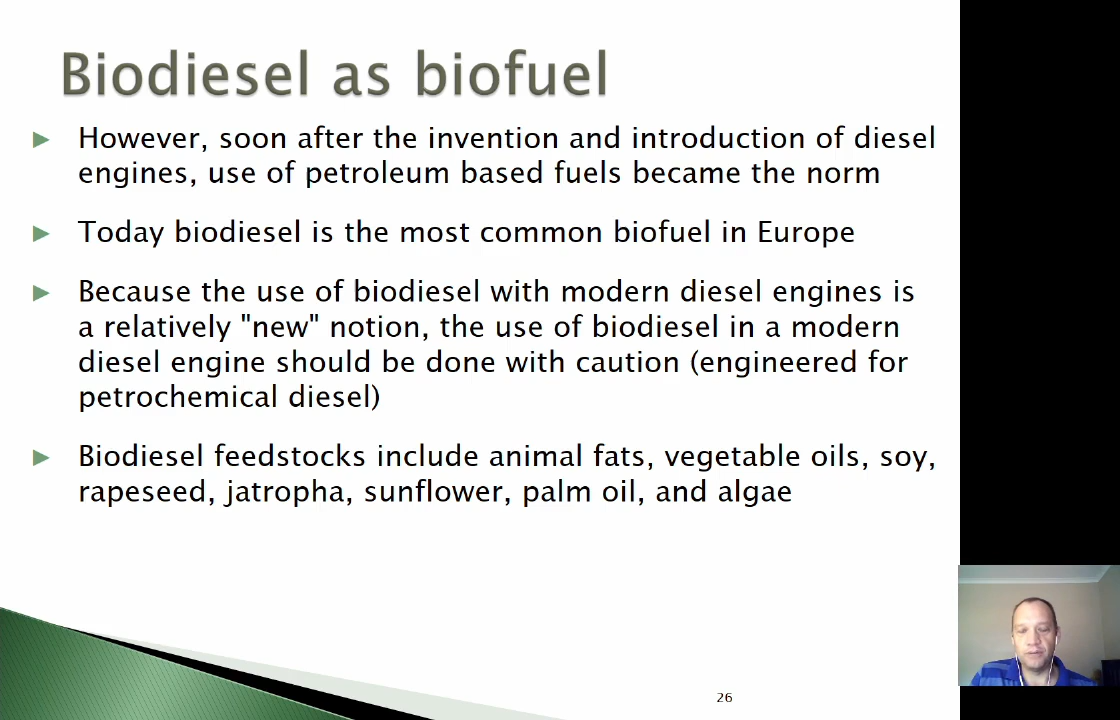 Biodiesel as biofuel
However, soon after the invention and introduction of diesel
engines, use of petroleum based fuels became the norm
Today biodiesel is the most common biofuel in Europe
Because the use of biodiesel with modern diesel engines is
a relatively "new" notion, the use of biodiesel in a modern
diesel engine should be done with caution (engineered for
petrochemical diesel)
Biodiesel feedstocks include animal fats, vegetable oils, soy,
rapeseed, jatropha, sunflower, palm oil, and algae
26